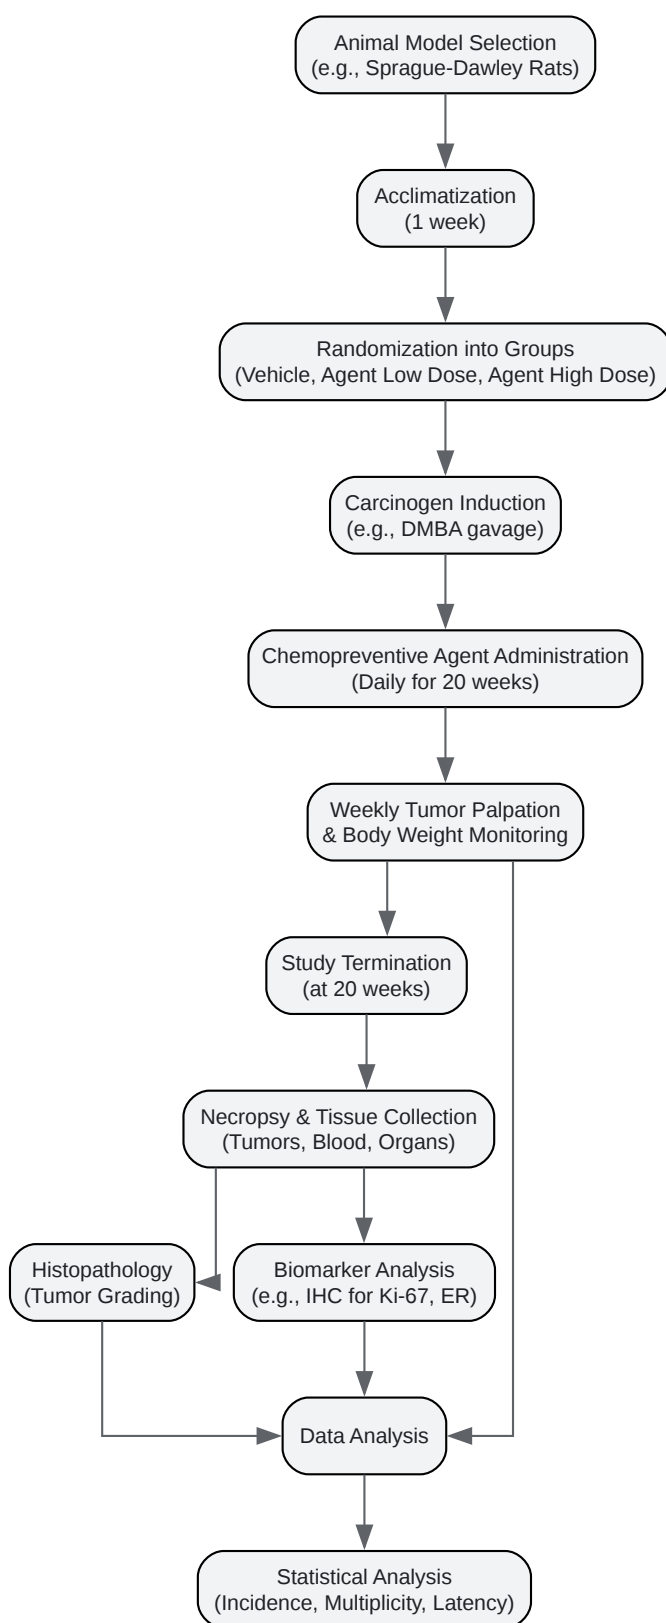 Animal Model Selection
(e.g., Sprague-Dawley Rats)
Acclimatization
(1 week)
Randomization into Groups
(Vehicle, Agent Low Dose, Agent High Dose)
Carcinogen Induction
(e.g., DMBA gavage)
Chemopreventive Agent Administration
(Daily for 20 weeks)
Weekly Tumor Palpation
& Body Weight Monitoring
Study Termination
(at 20 weeks)
Necropsy & Tissue Collection
(Tumors, Blood, Organs)
Histopathology
(Tumor Grading)
Biomarker Analysis
(e.g., IHC for Ki-67, ER)
Data Analysis
Statistical Analysis
(Incidence, Multiplicity, Latency)